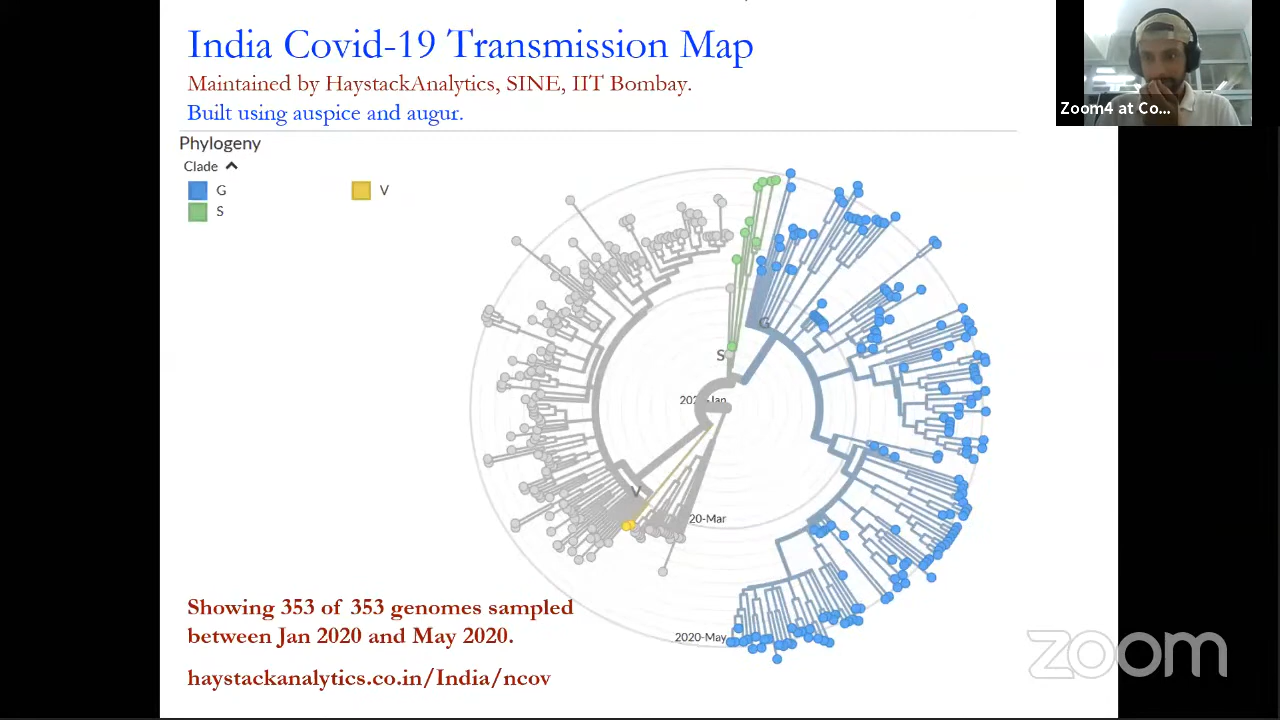 India Covid-19 Transmission Map
Maintained by HaystackAnalytics, SINE, IIT Bombay.
Built using auspice and augur.
Zoom4 at Co...
Phylogeny
Clade
G
V
S
G
S
V
20-Mar
2020-May
Showing 353 of 353 genomes sampled
between Jan 2020 and May 2020.
haystackanalytics.co.in/India/ncov
zoom